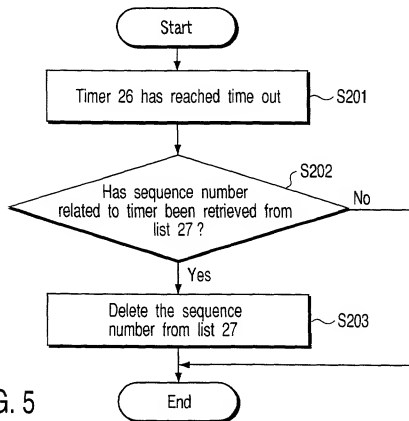 Start
Timer 26 has reached time out
S201
S202
Has sequence number
related to timer been retrieved from
list 27 ?
No
Yes
Delete the sequence
number from list 27
S203
G. 5
End